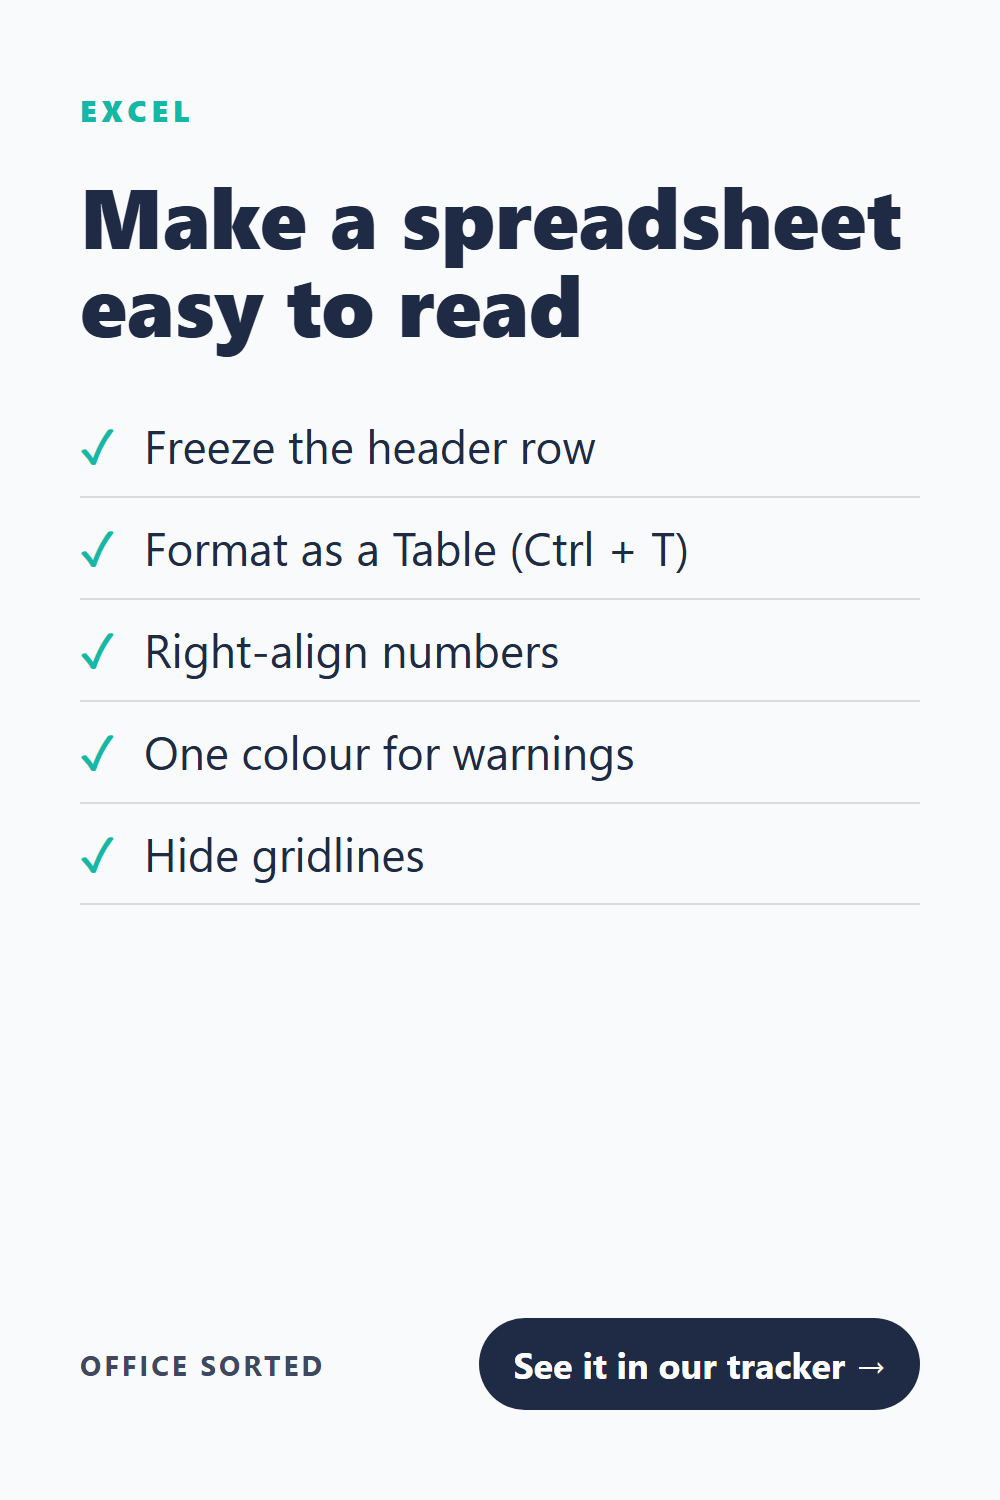 EXCEL
Make a spreadsheet
easy to read
✓ Freeze the header row
✓ Format as a Table (Ctrl + T)
✓ Right-align numbers
✓ One colour for warnings
✓ Hide gridlines
OFFICE SORTED
See it in our tracker →